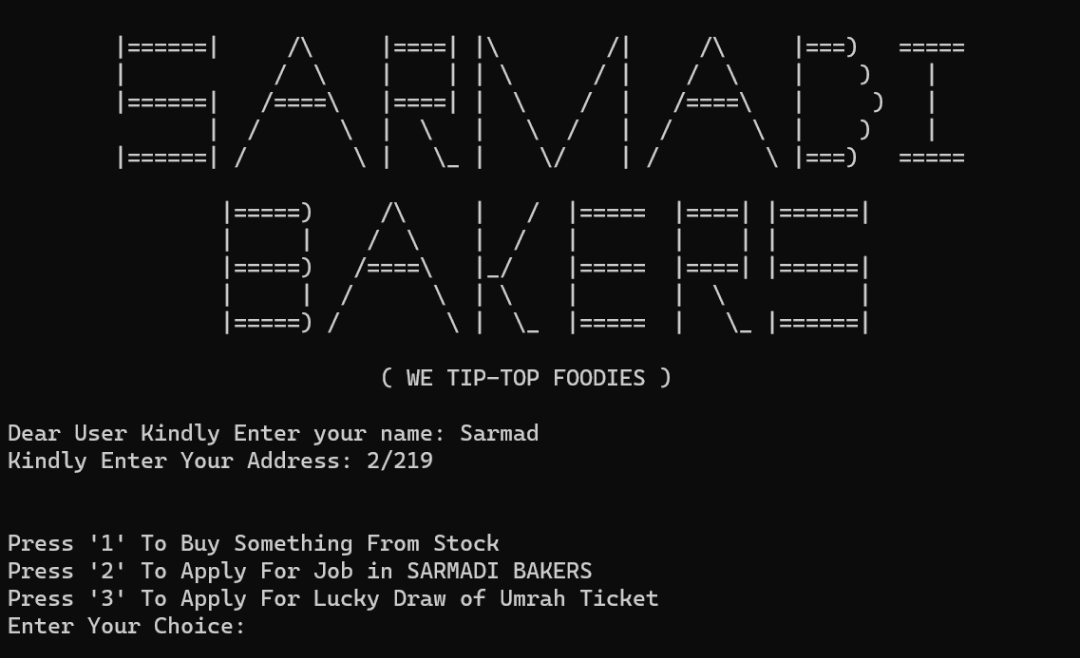 SARMADI
BAKERS
( WE TIP-TOP FOODIES )
Dear User Kindly Enter your name: Sarmad
Kindly Enter Your Address: 2/219
Press '1' To Buy Something From Stock
Press '2' To Apply For Job in SARMADI BAKERS
Press '3' To Apply For Lucky Draw of Umrah Ticket
Enter Your Choice: